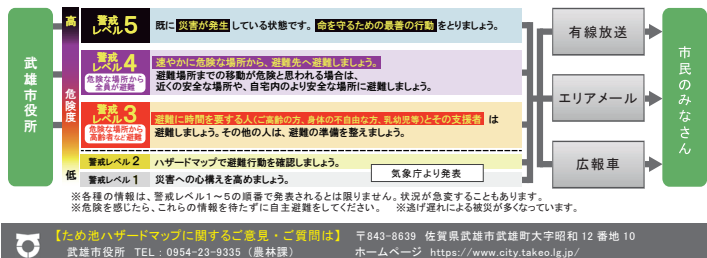 武雄市役所
高
危険度
低
警戒レベル5
既に 災害が発生 している状態です。 命を守るための最善の行動 をとりましょう。
警戒レベル4
危険な場所から全員が避難
速やかに危険な場所から、避難先へ避難しましょう。
避難場所までの移動が危険と思われる場合は、
近くの安全な場所や、自宅内のより安全な場所に避難しましょう。
警戒レベル3
危険な場所から高齢者など避難
避難に時間を要する人(ご高齢の方、身体の不自由な方、乳幼児等)とその支援者 は
避難しましょう。その他の人は、避難の準備を整えましょう。
警戒レベル2
ハザードマップで避難行動を確認しましょう。
警戒レベル1
災害への心構えを高めましょう。
気象庁より発表
有線放送
エリアメール
広報車
市民のみなさん
※各種の情報は、警戒レベル1〜5の順番で発表されるとは限りません。状況が急変することもあります。
※危険を感じたら、これらの情報を待たずに自主避難をしてください。 ※逃げ遅れによる被災が多くなっています。
【ため池ハザードマップに関するご意見・ご質問は】 〒843-8639 佐賀県武雄市武雄町大字昭和12番地10
武雄市役所 TEL:0954-23-9335(農林課) ホームページ https://www.city.takeo.lg.jp/